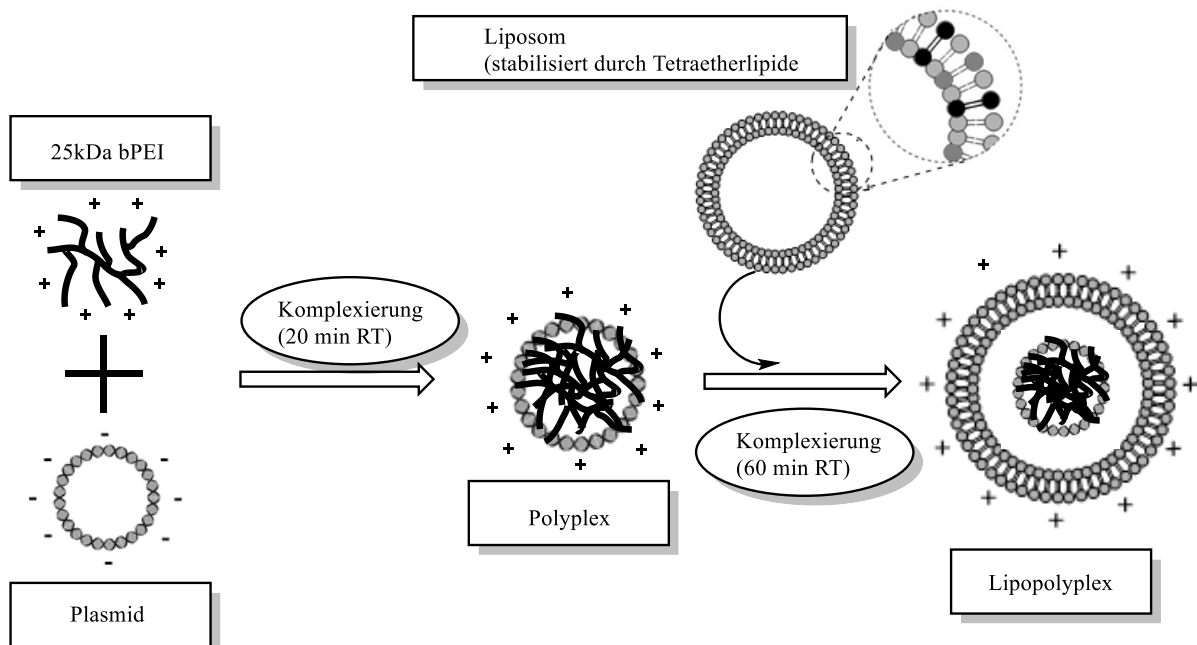 Liposom
(stabilisiert durch Tetraetherlipide
25kDa bPEI
Komplexierung
(20 min RT)
Komplexierung
(60 min RT)
Polyplex
Plasmid
Lipopolyplex